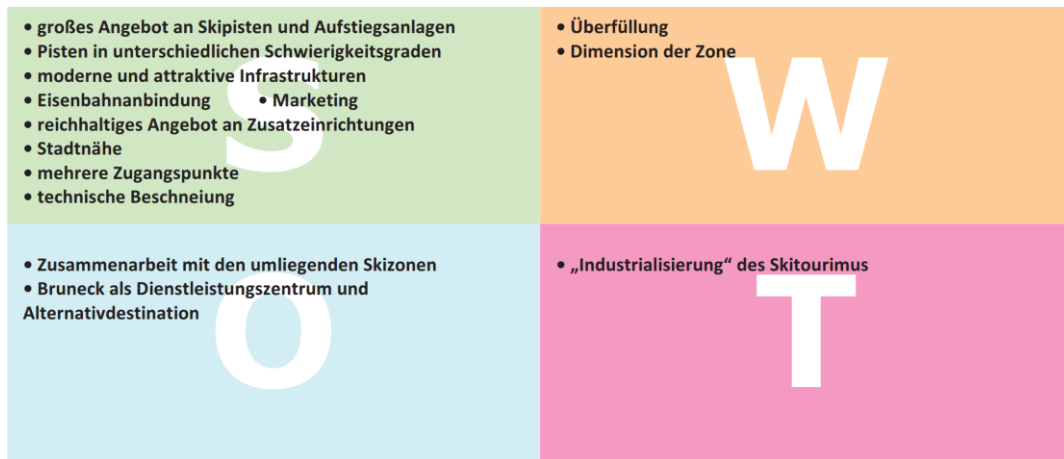 • großes Angebot an Skipisten und Aufstiegsanlagen
• Pisten in unterschiedlichen Schwierigkeitsgraden
• moderne und attraktive Infrastrukturen
• Eisenbahnanbindung • Marketing
• reichhaltiges Angebot an Zusatzeinrichtungen
• Stadtnähe
• mehrere Zugangspunkte
• technische Beschneiung
S
• Überfüllung
• Dimension der Zone
W
• Zusammenarbeit mit den umliegenden Skizonen
• Bruneck als Dienstleistungszentrum und
Alternativdestination
O
• „Industrialisierung“ des Skitourimus
T